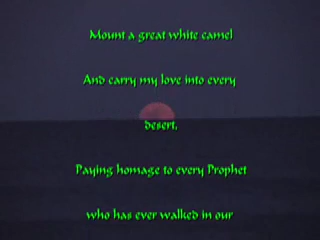 Mount a great white camel
And carry my love into every
desert,
Paying homage to every Prophet
who has ever walked in our